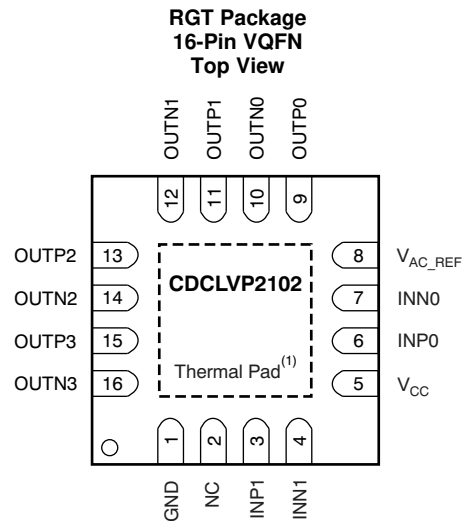 RGT Package
16-Pin VQFN
Top View
OUTN1 OUTP1 OUTN0 OUTP0
12 11 10 9
OUTP2 13 8 V_AC_REF
CDCLVP2102
OUTN2 14 7 INN0
OUTP3 15 6 INP0
Thermal Pad(1)
OUTN3 16 5 V_CC
1 2 3 4
GND NC INP1 INN1